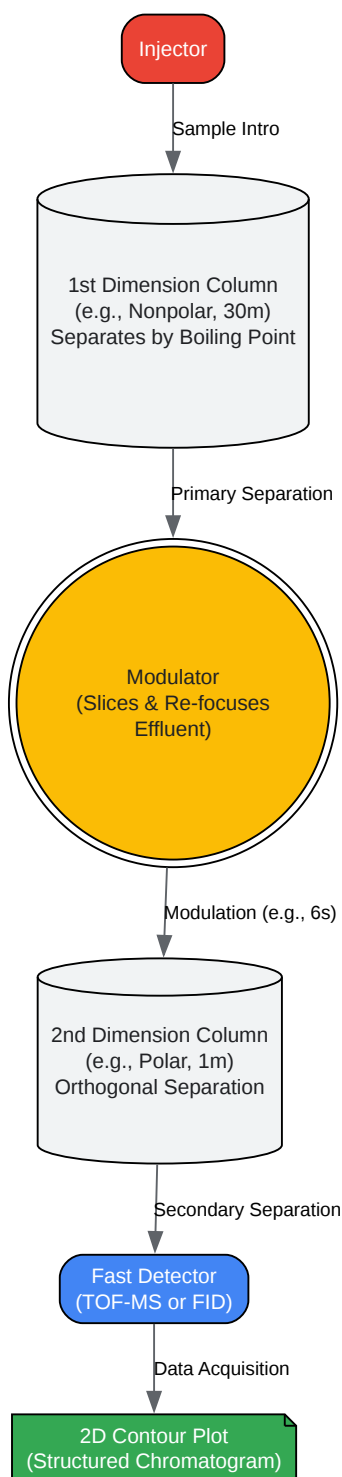 Injector
Sample Intro
1st Dimension Column
(e.g., Nonpolar, 30m)
Separates by Boiling Point
Primary Separation
Modulator
(Slices & Re-focuses
Effluent)
Modulation (e.g., 6s)
2nd Dimension Column
(e.g., Polar, 1m)
Orthogonal Separation
Secondary Separation
Fast Detector
(TOF-MS or FID)
Data Acquisition
2D Contour Plot
(Structured Chromatogram)